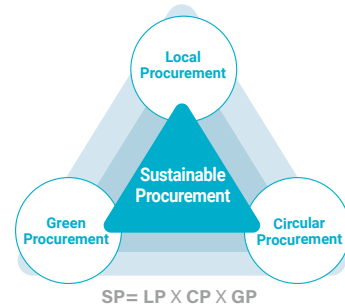 Local
Procurement
Sustainable
Procurement
Green
Procurement
Circular
Procurement
SP= LP X CP X GP